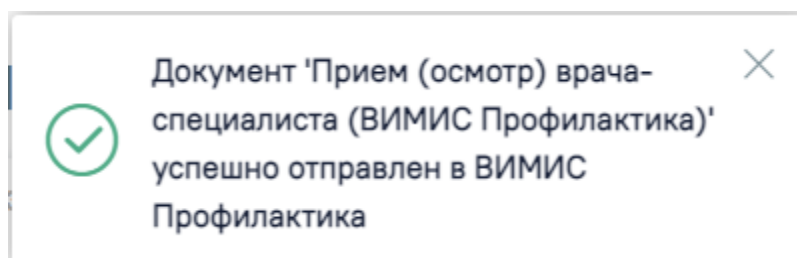 Документ 'Прием (осмотр) врача-
специалиста (ВИМИС Профилактика)'
успешно отправлен в ВИМИС
Профилактика